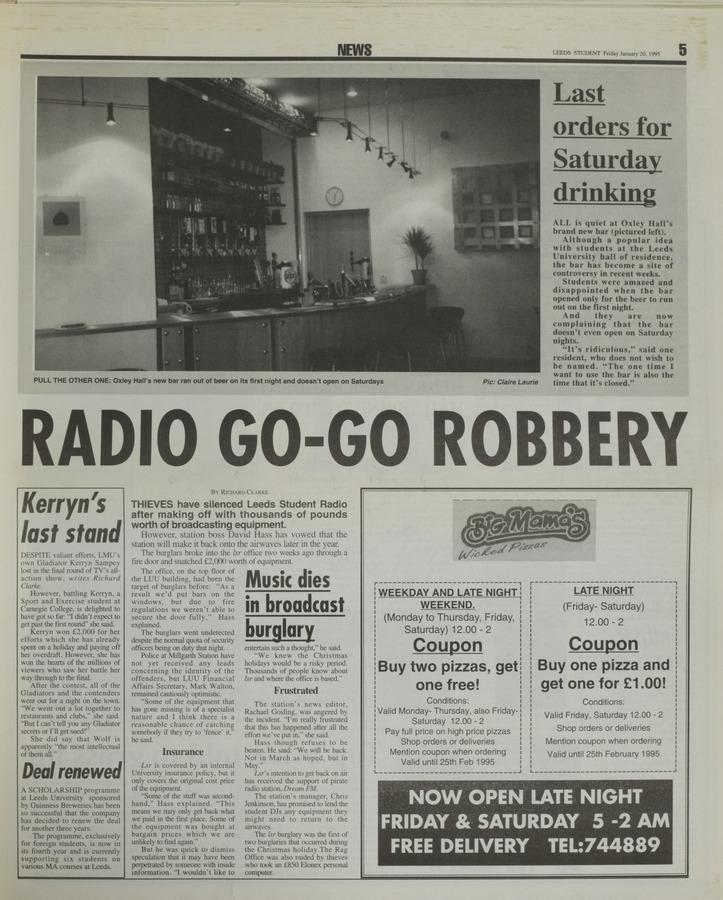 NEWS
LEEDS STUDENT Friday January 20, 1995 5
PULL THE OTHER ONE: Oxley Hall's new bar ran out of beer on its first night and doesn't open on Saturdays
Pic: Claire Laurie
Last
orders for
Saturday
drinking
ALL is quiet at Oxley Hall's
brand new bar (pictured left).
Although a popular idea
with students at the Leeds
University hall of residence,
the bar has become a site of
controversy in recent weeks.
Students were amazed and
disappointed when the bar
opened only for the beer to run
out on the first night.
And they are now
complaining that the bar
doesn't even open on Saturday
nights.
"It's ridiculous," said one
resident, who does not wish to
be named. "The one time I
want to use the bar is also the
time that it's closed."
RADIO GO-GO ROBBERY
Kerryn's
last stand
DESPITE valiant efforts, LMU's
own Gladiator Kerryn Sampey
lost in the final round of TV's all-
action show, writes Richard
Clarke.
However, battling Kerryn, a
Sport and Exercise student at
Carnegie College, is delighted to
have got so far. "I didn't expect to
get past the first round" she said.
Kerryn won £2,000 for her
efforts which she has already
spent on a holiday and paying off
her overdraft. However, she has
won the hearts of the millions of
viewers who saw her battle her
way through to the final.
After the contest, all of the
Gladiators and the contenders
went out for a night on the town.
"We went out a lot together to
restaurants and clubs," she said.
"But I can't tell you any Gladiator
secrets or I'll get sued!"
She did say that Wolf is
apparently "the most intellectual
of them all."
Deal renewed
A SCHOLARSHIP programme
at Leeds University sponsored
by Guinness Breweries has been
so successful that the company
has decided to renew the deal
for another three years.
The programme, exclusively
for foreign students, is now in
its fourth year and is currently
supporting six students on
various MA courses at Leeds.
BY RICHARD CLARKE
THIEVES have silenced Leeds Student Radio
after making off with thousands of pounds
worth of broadcasting equipment.
However, station boss David Hass has vowed that the
station will make it back onto the airwaves later in the year.
The burglars broke into the lsr office two weeks ago through a
fire door and snatched £2,000 worth of equipment.
The office, on the top floor of
the LUU building, had been the
target of burglars before: "As a
result we'd put bars on the
windows, but due to fire
regulations we weren't able to
secure the door fully," Hass
explained.
The burglars went undetected
despite the normal quota of security
officers being on duty that night.
Police at Millgarth Station have
not yet received any leads
concerning the identity of the
offenders, but LUU Financial
Affairs Secretary, Mark Walton,
remained cautiously optimistic.
"Some of the equipment that
has gone missing is of a specialist
nature and I think there is a
reasonable chance of catching
somebody if they try to 'fence' it,"
he said.
Insurance
Lsr is covered by an internal
University insurance policy, but it
only covers the original cost price
of the equipment.
"Some of the stuff was second-
hand," Hass explained. "This
means we may only get back what
we paid in the first place. Some of
the equipment was bought at
bargain prices which we are
unlikely to find again."
But he was quick to dismiss
speculation that it may have been
perpetrated by someone with inside
information. "I wouldn't like to
Music dies
in broadcast
burglary
entertain such a thought," he said.
"We knew the Christmas
holidays would be a risky period.
Thousands of people know about
lsr and where the office is based."
Frustrated
The station's news editor,
Rachael Gosling, was angered by
the incident. "I'm really frustrated
that this has happened after all the
effort we've put in," she said.
Hass though refuses to be
beaten. He said: "We will be back.
Not in March as hoped, but in
May."
Lsr's intention to get back on air
has received the support of pirate
radio station, Dream FM.
The station's manager, Chris
Jenkinson, has promised to lend the
student DJs any equipment they
might need to return to the
airwaves.
The lsr burglary was the first of
two burglaries that occurred during
the Christmas holiday. The Rag
Office was also raided by thieves
who took an £850 Elonex personal
computer.
BIG Mama's
Wicked Pizzas
WEEKDAY AND LATE NIGHT
WEEKEND.
(Monday to Thursday, Friday,
Saturday) 12.00 - 2
Coupon
Buy two pizzas, get
one free!
Conditions:
Valid Monday- Thursday, also Friday-
Saturday 12.00 - 2
Pay full price on high price pizzas
Shop orders or deliveries
Mention coupon when ordering
Valid until 25th Feb 1995
LATE NIGHT
(Friday- Saturday)
12.00 - 2
Coupon
Buy one pizza and
get one for £1.00!
Conditions:
Valid Friday, Saturday 12.00 - 2
Shop orders or deliveries
Mention coupon when ordering
Valid until 25th February 1995
NOW OPEN LATE NIGHT
FRIDAY & SATURDAY 5 -2 AM
FREE DELIVERY TEL:744889